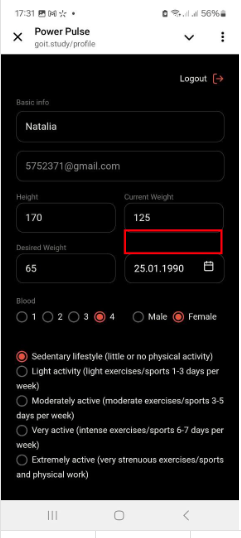 17:31 56%
Power Pulse
goit.study/profile
Logout
Basic info
Natalia
5752371@gmail.com
Height Current Weight
170 125
Desired Weight
65 25.01.1990
Blood
1 2 3 4 Male Female
Sedentary lifestyle (little or no physical activity)
Light activity (light exercises/sports 1-3 days per
week)
Moderately active (moderate exercises/sports 3-5
days per week)
Very active (intense exercises/sports 6-7 days per
week)
Extremely active (very strenuous exercises/sports
and physical work)